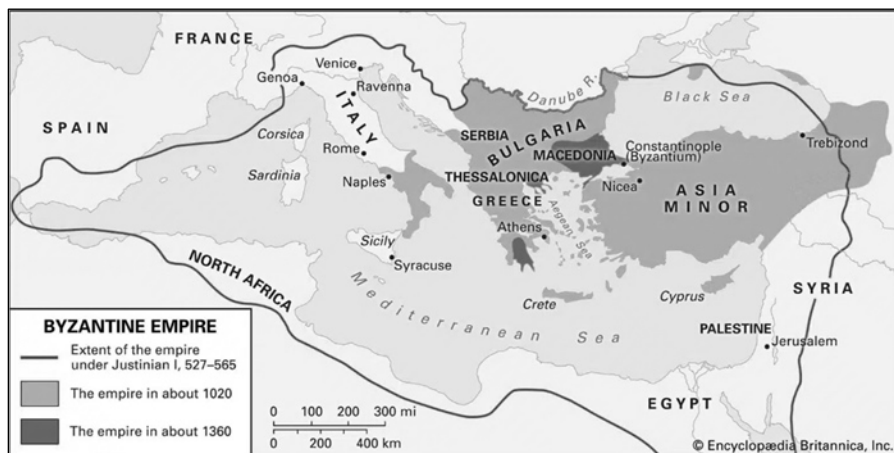 FRANCE
Venice
Genoa
Ravenna
ITALY
Danube R.
Black Sea
SPAIN
Corsica
SERBIA
BULGARIA
Rome
MACEDONIA
Constantinople
(Byzantium)
Trebizond
Sardinia
Naples
THESSALONICA
Nicea
ASIA
MINOR
GREECE
Aegean Sea
Athens
Sicily
Syracuse
NORTH AFRICA
Mediterranean Sea
Crete
Cyprus
SYRIA
PALESTINE
Jerusalem
EGYPT
BYZANTINE EMPIRE
Extent of the empire
under Justinian I, 527–565
The empire in about 1020
The empire in about 1360
0 100 200 300 mi
0 200 400 km
© Encyclopædia Britannica, Inc.